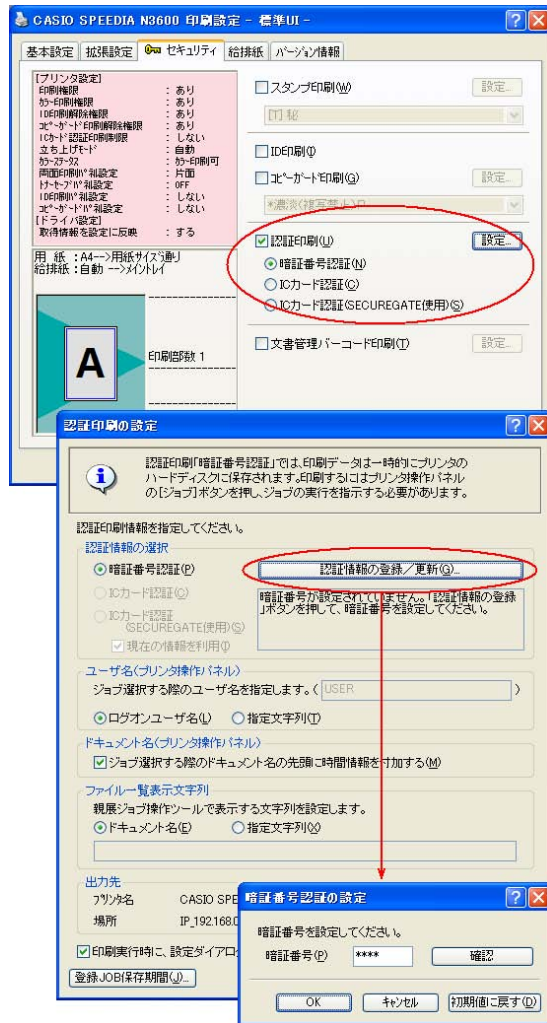 CASIO SPEEDIA N3600 印刷設定 - 標準UI -
基本設定 拡張設定 セキュリティ 給排紙 バージョン情報
[プリンタ設定]
印刷権限 : あり
カラー印刷権限 : あり
ID印刷解除権限 : あり
コピーガード印刷解除権限 : あり
ICカード認証印刷制限 : しない
立ち上げモード : 自動
カラーステータス : カラー印刷可
両面印刷パネル設定 : 片面
トナーセーブパネル設定 : OFF
ID印刷パネル設定 : しない
コピーガードパネル設定 : しない
[ドライバ設定]
取得情報を設定に反映 : する
用 紙 :A4-->用紙サイズ通り
給排紙:自動 -->メイントレイ
A
印刷部数 1
スタンプ印刷(W) 設定...
[T] 秘
ID印刷(I)
コピーガード印刷(G) 設定...
認証印刷(U) 設定...
暗証番号認証(N)
ICカード認証(C)
ICカード認証(SECUREGATE使用)(S)
文書管理バーコード印刷(T) 設定...
認証印刷の設定
認証印刷「暗証番号認証」では、印刷データは一時的にプリンタの
ハードディスクに保存されます。印刷するにはプリンタ操作パネル
の[ジョブ]ボタンを押し、ジョブの実行を指示する必要があります。
認証印刷情報を指定してください。
認証情報の選択
暗証番号認証(P) 認証情報の登録/更新(G)...
ICカード認証(C)
ICカード認証
(SECUREGATE使用)(S)
現在の情報を利用(I)
暗証番号が設定されていません。「認証情報の登録
」ボタンを押して、暗証番号を設定してください。
ユーザ名(プリンタ操作パネル)
ジョブ選択する際のユーザ名を指定します。( USER )
ログオンユーザ名(L) 指定文字列(T)
ドキュメント名(プリンタ操作パネル)
ジョブ選択する際のドキュメント名の先頭に時間情報を付加する(M)
ファイル一覧表示文字列
親展ジョブ操作ツールで表示する文字列を設定します。
ドキュメント名(E) 指定文字列(X)
出力先
プリンタ名 CASIO SPE
場所 IP_192.168.0
印刷実行時に、設定ダイアロ
登録JOB保存期間(J)...
暗証番号認証の設定
暗証番号を設定してください。
暗証番号(P) **** 確認
OK キャンセル 初期値に戻す(D)